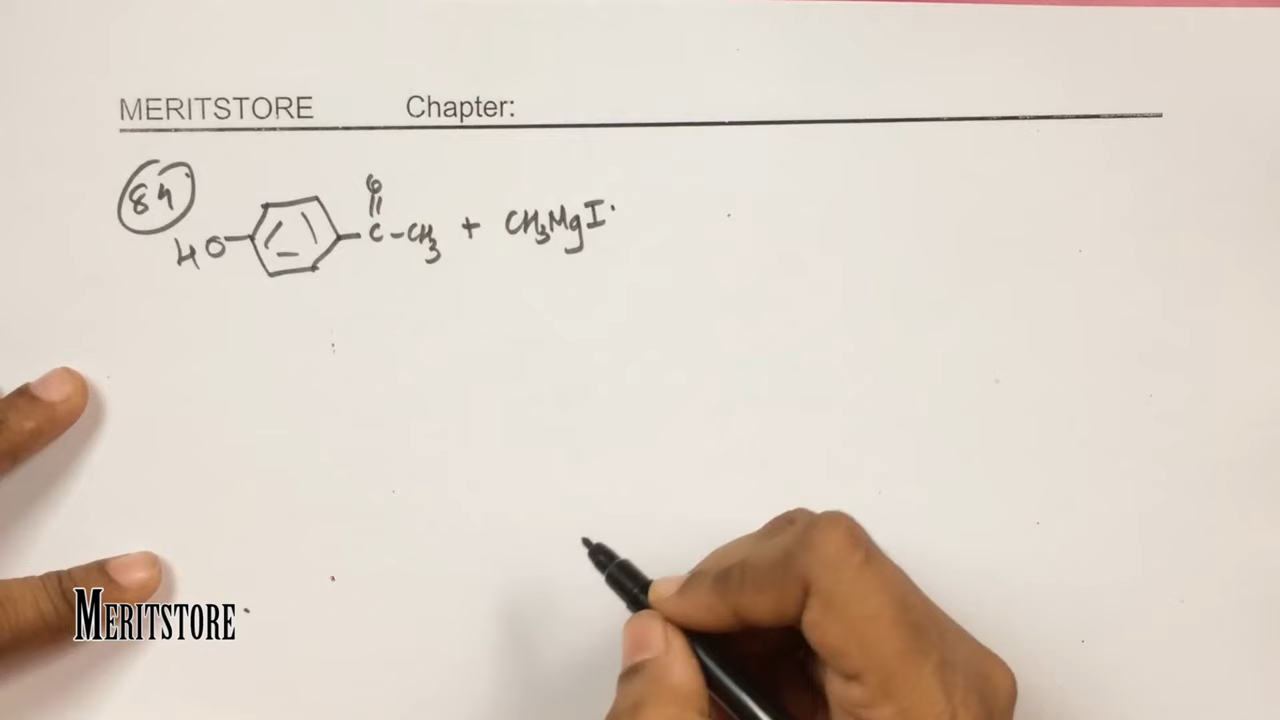 MERITSTORE Chapter:
84
O
HO C-CH3 + CH3MgI.
MERITSTORE